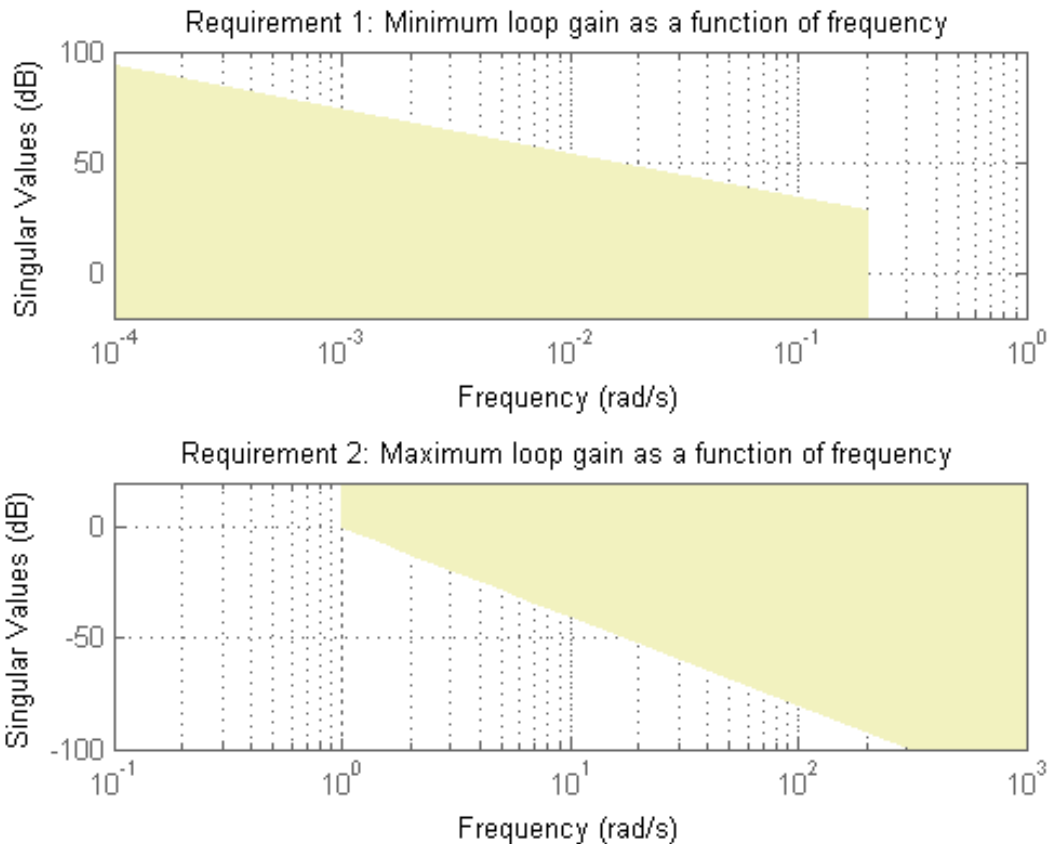 Requirement 1: Minimum loop gain as a function of frequency
Singular Values (dB)
100
50
0
10^-4 10^-3 10^-2 10^-1 10^0
Frequency (rad/s)
Requirement 2: Maximum loop gain as a function of frequency
Singular Values (dB)
0
-50
-100
10^-1 10^0 10^1 10^2 10^3
Frequency (rad/s)